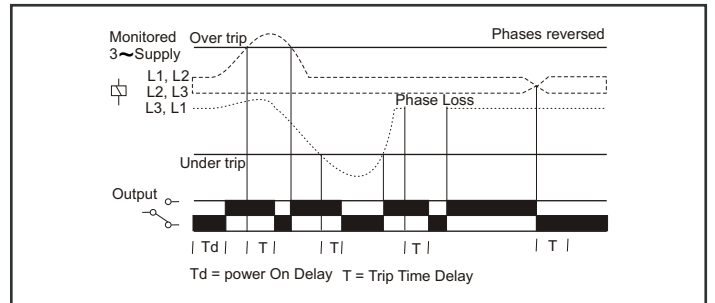 Monitored Over trip Phases reversed
3~Supply
L1, L2
L2, L3
Phase Loss
L3, L1
Under trip
Output
Td T T T T
Td = power On Delay T = Trip Time Delay